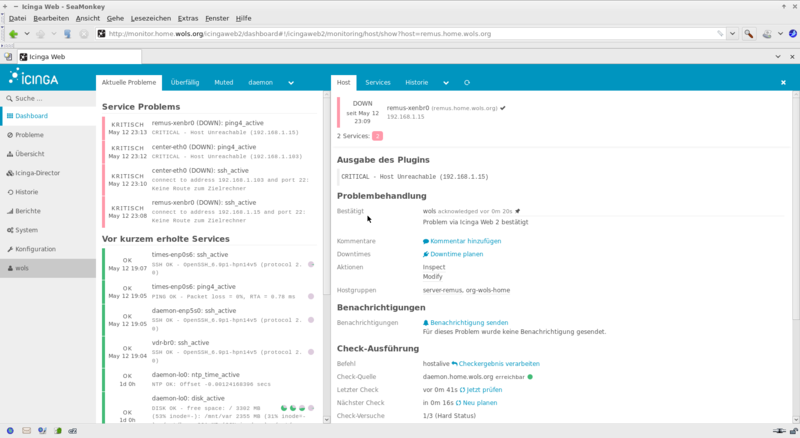 Icinga Web - SeaMonkey
Datei Bearbeiten Ansicht Gehe Lesezeichen Extras Fenster Hilfe
http://monitor.home.wols.org/icingaweb2/dashboard#!/icingaweb2/monitoring/host/show?host=remus.home.wols.org
Icinga Web
ICINGA
Suche ...
Dashboard
Probleme
Übersicht
Icinga-Director
Historie
Berichte
System
Konfiguration
wols
Aktuelle Probleme Überfällig Muted daemon
Service Problems
KRITISCH remus-xenbr0 (DOWN): ping4_active
May 12 23:13 CRITICAL - Host Unreachable (192.168.1.15)
KRITISCH center-eth0 (DOWN): ping4_active
May 12 23:12 CRITICAL - Host Unreachable (192.168.1.103)
KRITISCH center-eth0 (DOWN): ssh_active
May 12 23:10 connect to address 192.168.1.103 and port 22:
Keine Route zum Zielrechner
KRITISCH remus-xenbr0 (DOWN): ssh_active
May 12 23:08 connect to address 192.168.1.15 and port 22:
Keine Route zum Zielrechner
Vor kurzem erholte Services
OK times-enp0s6: ssh_active
May 12 19:07 SSH OK - OpenSSH_6.6p1-hpn14v5 (protocol 2.
0)
OK times-enp0s6: ping4_active
May 12 19:05 PING OK - Packet loss = 0%, RTA = 0.70 ms
OK daemon-enp5s0: ssh_active
May 12 19:05 SSH OK - OpenSSH_6.9p1-hpn14v5 (protocol 2.
0)
OK vdr-br0: ssh_active
May 12 19:04 SSH OK - OpenSSH_6.9p1-hpn14v5 (protocol 2.
0)
OK daemon-lo0: ntp_time_active
1d 0h NTP OK: Offset -0.00124160396 secs
OK daemon-lo0: disk_active
1d 0h DISK OK - free space: / 3302 MB
(53% inode=-): /mnt/var 2355 MB (31% inode=-
Host Services Historie
DOWN
seit May 12
23:09
remus-xenbr0 (remus.home.wols.org)
192.168.1.15
2 Services: 2
Ausgabe des Plugins
CRITICAL - Host Unreachable (192.168.1.15)
Problembehandlung
Bestätigt wols acknowledged vor 0m 20s
Problem via Icinga Web 2 bestätigt
Kommentare Kommentar hinzufügen
Downtimes Downtime planen
Aktionen Inspect
Modify
Hostgruppen server-remus, org-wols-home
Benachrichtigungen
Benachrichtigungen Benachrichtigung senden
Für dieses Problem wurde keine Benachrichtigung gesendet.
Check-Ausführung
Befehl hostalive Checkergebnis verarbeiten
Check-Quelle daemon.home.wols.org erreichbar
Letzter Check vor 0m 41s Jetzt prüfen
Nächster Check in 0m 16s Neu planen
Check-Versuche 1/3 (Hard Status)